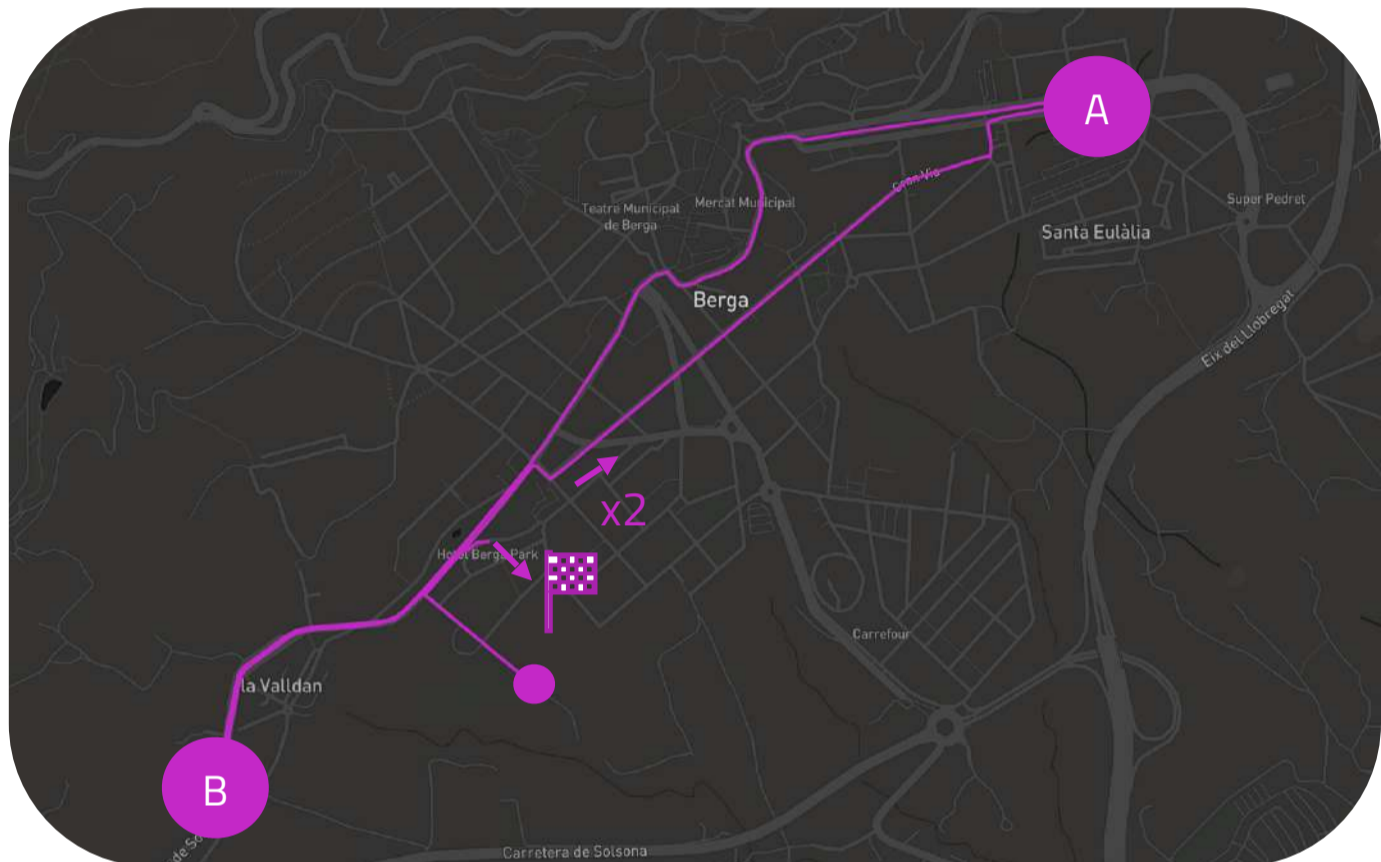 A
Gran Via
Super Pedret
Teatre Municipal
de Berga
Mercat Municipal
Santa Eulàlia
Berga
Eix del Llobregat
x2
Hotel Berga Park
Carrefour
la Valldan
B
Carretera de Solsona